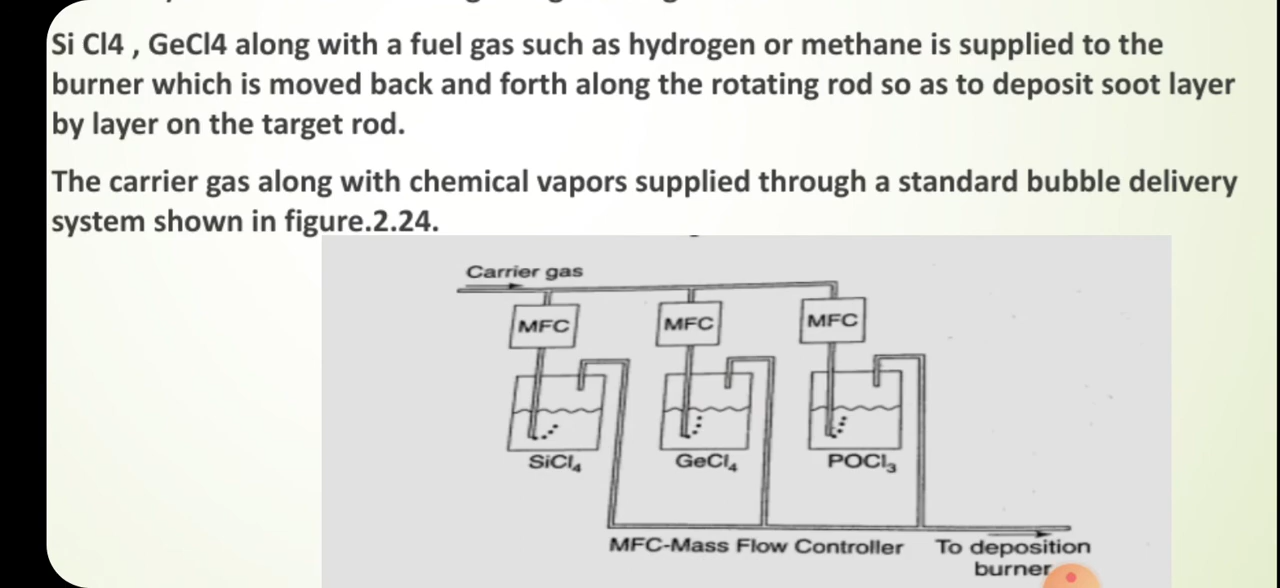 Si Cl4 , GeCl4 along with a fuel gas such as hydrogen or methane is supplied to the
burner which is moved back and forth along the rotating rod so as to deposit soot layer
by layer on the target rod.
The carrier gas along with chemical vapors supplied through a standard bubble delivery
system shown in figure.2.24.
Carrier gas
MFC MFC MFC
SiCl₄ GeCl₄ POCl₃
MFC-Mass Flow Controller To deposition
burner